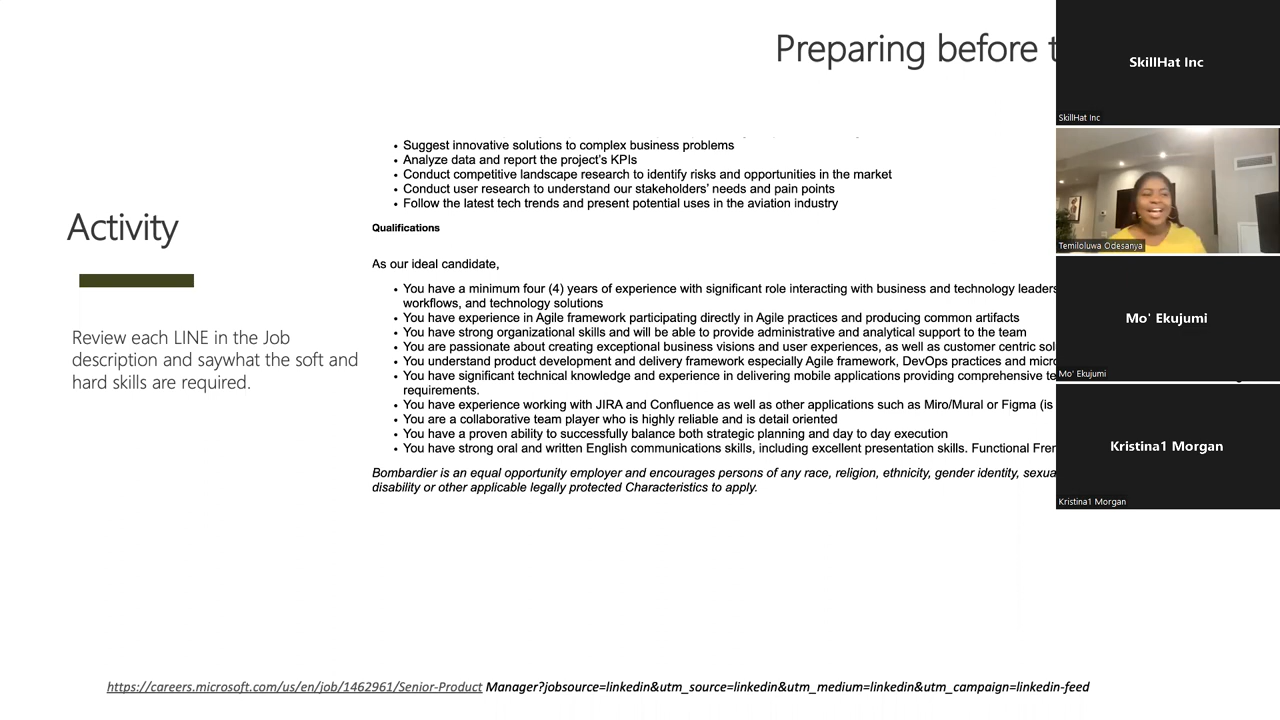 Preparing before t
Activity
Review each LINE in the Job
description and saywhat the soft and
hard skills are required.
• Suggest innovative solutions to complex business problems
• Analyze data and report the project's KPIs
• Conduct competitive landscape research to identify risks and opportunities in the market
• Conduct user research to understand our stakeholders' needs and pain points
• Follow the latest tech trends and present potential uses in the aviation industry
Qualifications
As our ideal candidate,
• You have a minimum four (4) years of experience with significant role interacting with business and technology leaders
workflows, and technology solutions
• You have experience in Agile framework participating directly in Agile practices and producing common artifacts
• You have strong organizational skills and will be able to provide administrative and analytical support to the team
• You are passionate about creating exceptional business visions and user experiences, as well as customer centric sol
• You understand product development and delivery framework especially Agile framework, DevOps practices and micro
• You have significant technical knowledge and experience in delivering mobile applications providing comprehensive te
requirements.
• You have experience working with JIRA and Confluence as well as other applications such as Miro/Mural or Figma (is
• You are a collaborative team player who is highly reliable and is detail oriented
• You have a proven ability to successfully balance both strategic planning and day to day execution
• You have strong oral and written English communications skills, including excellent presentation skills. Functional Fren
Bombardier is an equal opportunity employer and encourages persons of any race, religion, ethnicity, gender identity, sexua
disability or other applicable legally protected Characteristics to apply.
https://careers.microsoft.com/us/en/job/1462961/Senior-Product Manager?jobsource=linkedin&utm_source=linkedin&utm_medium=linkedin&utm_campaign=linkedin-feed
SkillHat Inc
SkillHat Inc
Temiloluwa Odesanya
Mo' Ekujumi
Mo' Ekujumi
Kristina1 Morgan
Kristina1 Morgan